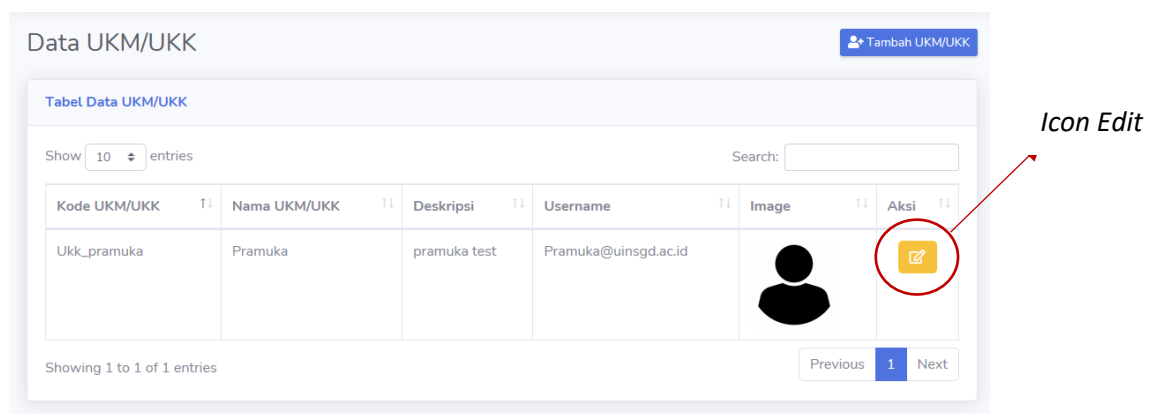 Data UKM/UKK
Tambah UKM/UKK
Tabel Data UKM/UKK
Icon Edit
Show 10 entries
Search:
Kode UKM/UKK Nama UKM/UKK Deskripsi Username Image Aksi
Ukk_pramuka Pramuka pramuka test Pramuka@uinsgd.ac.id
Showing 1 to 1 of 1 entries
Previous 1 Next